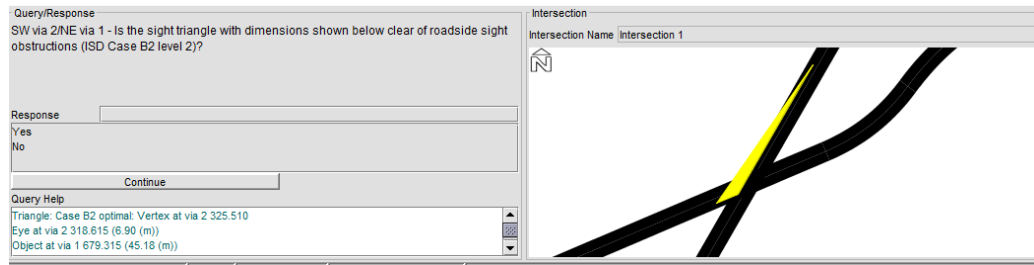 Query/Response
SW via 2/NE via 1 - Is the sight triangle with dimensions shown below clear of roadside sight
obstructions (ISD Case B2 level 2)?
Response
Yes
No
Continue
Query Help
Triangle: Case B2 optimal: Vertex at via 2 325.510
Eye at via 2 318.615 (6.90 (m))
Object at via 1 679.315 (45.18 (m))
Intersection
Intersection Name Intersection 1
N